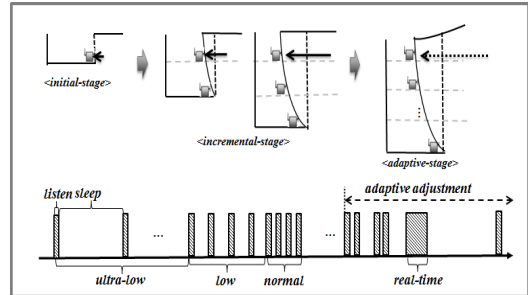 <initial-stage>
<incremental-stage>
<adaptive-stage>
listen sleep
adaptive adjustment
...
...
ultra-low
low
normal
real-time